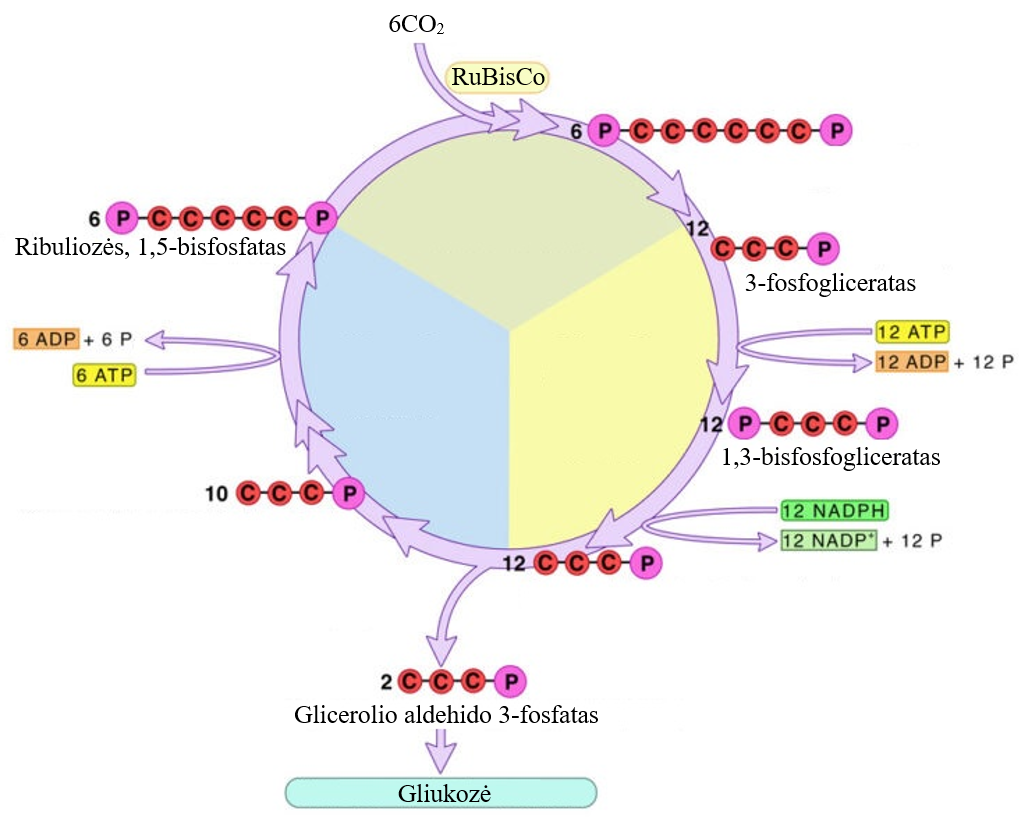 6CO₂
RuBisCo
6 P-C-C-C-C-C-C-P
6 P-C-C-C-C-C-P
Ribuliozės, 1,5-bisfosfatas
12
C-C-C-P
3-fosfogliceratas
6 ADP + 6 P
6 ATP
12 ATP
12 ADP + 12 P
12 P-C-C-C-P
1,3-bisfosfogliceratas
10 C-C-C-P
12 NADPH
12 NADP⁺ + 12 P
12 C-C-C-P
2 C-C-C-P
Glicerolio aldehido 3-fosfatas
Gliukozė